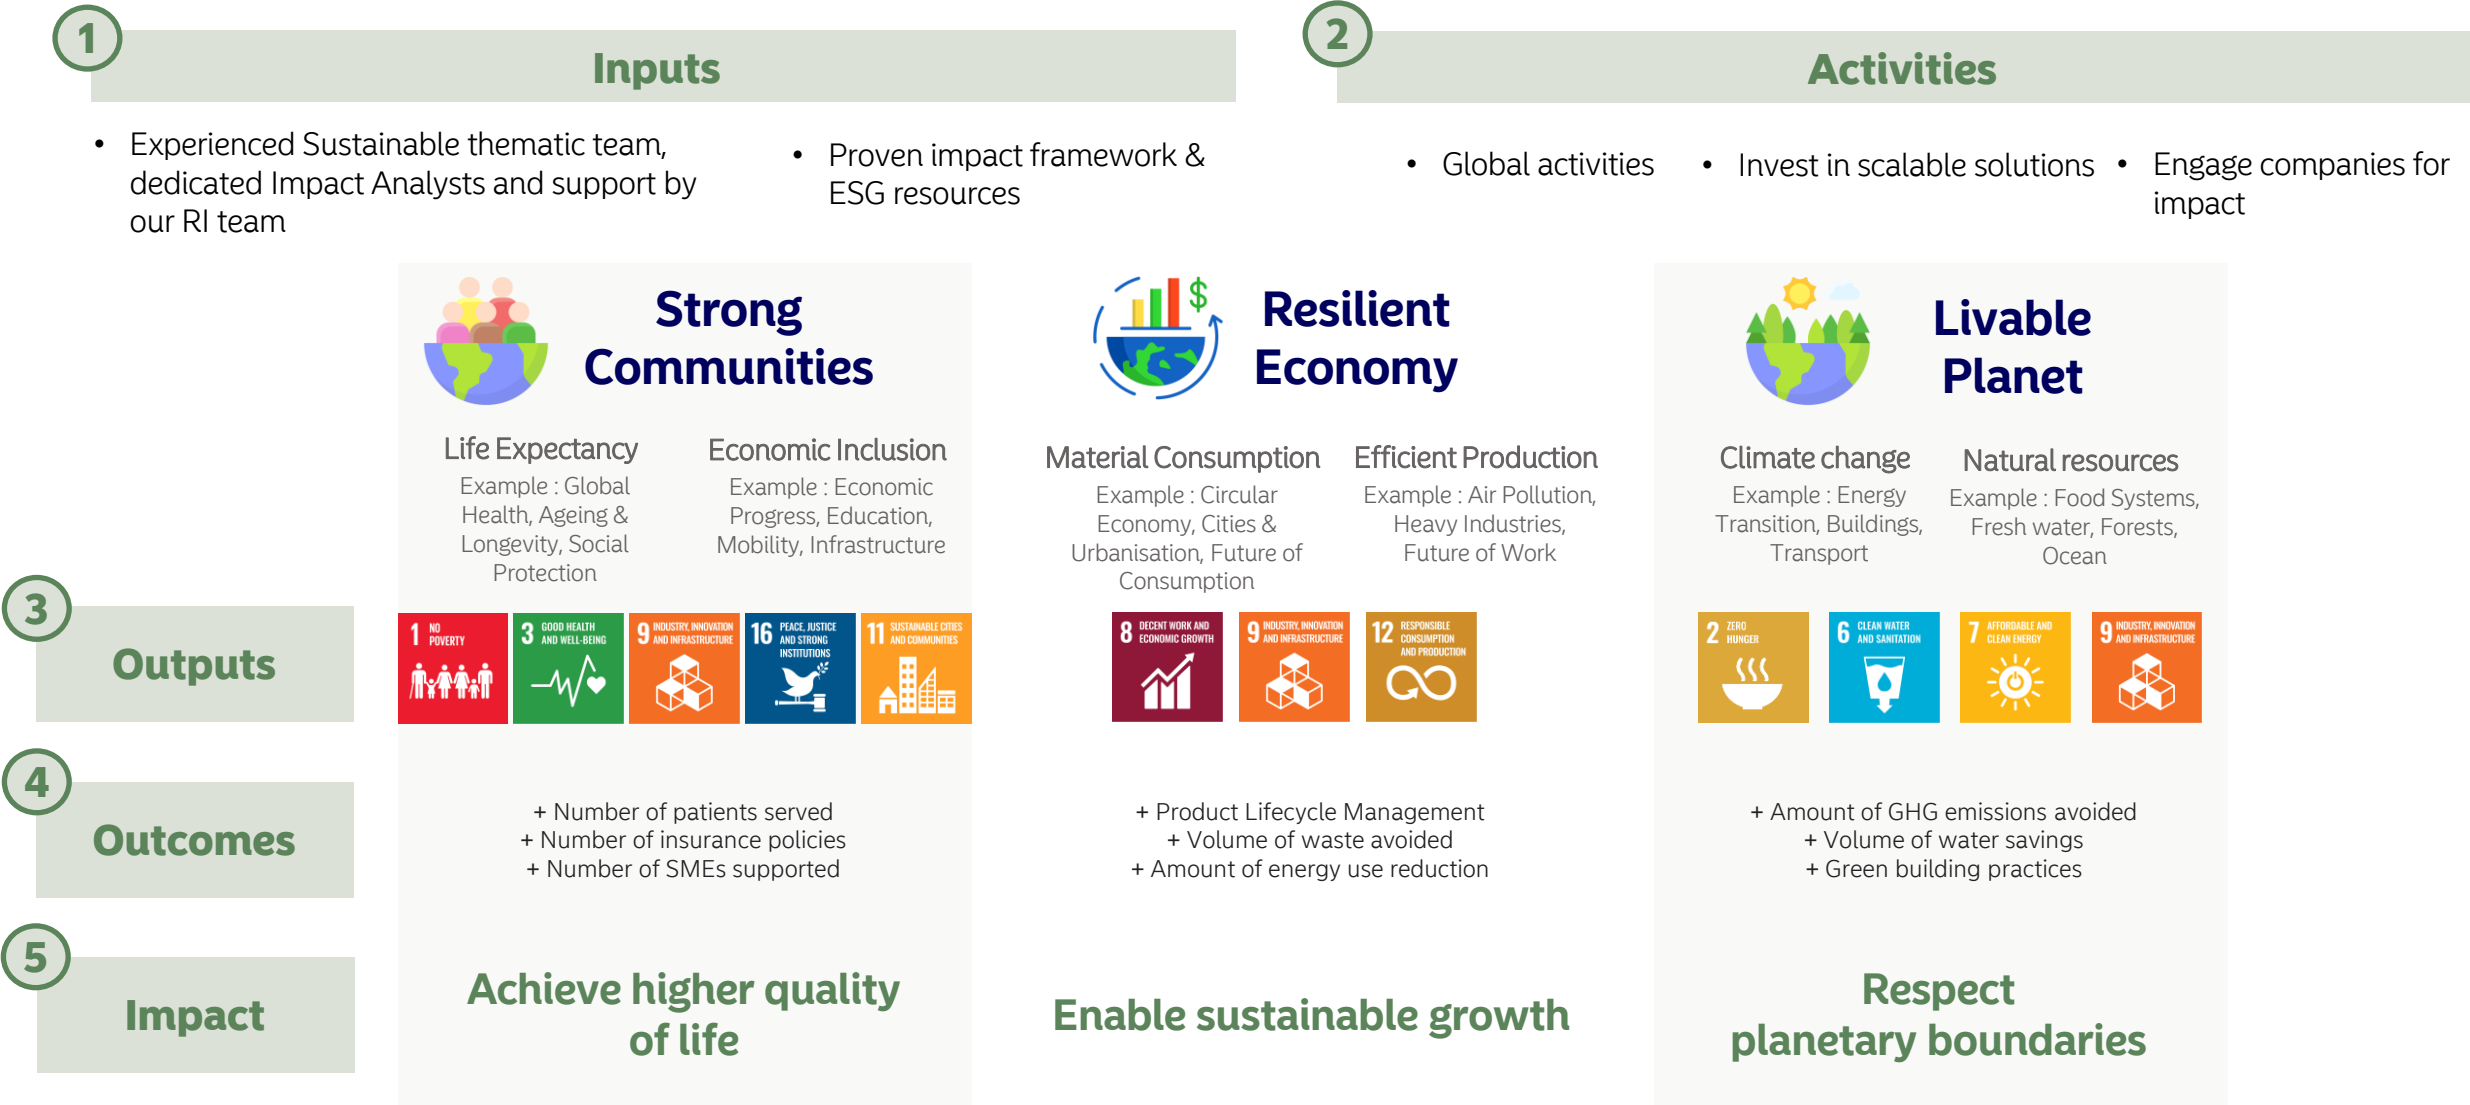 1
Inputs
• Experienced Sustainable thematic team,
dedicated Impact Analysts and support by
our RI team
• Proven impact framework &
ESG resources
2
Activities
• Global activities
• Invest in scalable solutions
• Engage companies for
impact
Strong
Communities
Life Expectancy
Example : Global
Health, Ageing &
Longevity, Social
Protection
Economic Inclusion
Example : Economic
Progress, Education,
Mobility, Infrastructure
$
Resilient
Economy
Material Consumption
Example : Circular
Economy, Cities &
Urbanisation, Future of
Consumption
Efficient Production
Example : Air Pollution,
Heavy Industries,
Future of Work
Livable
Planet
Climate change
Example : Energy
Transition, Buildings,
Transport
Natural resources
Example : Food Systems,
Fresh water, Forests,
Ocean
3
Outputs
1 NO
POVERTY
3 GOOD HEALTH
AND WELL-BEING
9 INDUSTRY, INNOVATION
AND INFRASTRUCTURE
16 PEACE, JUSTICE
AND STRONG
INSTITUTIONS
11 SUSTAINABLE CITIES
AND COMMUNITIES
8 DECENT WORK AND
ECONOMIC GROWTH
9 INDUSTRY, INNOVATION
AND INFRASTRUCTURE
12 RESPONSIBLE
CONSUMPTION
AND PRODUCTION
2 ZERO
HUNGER
6 CLEAN WATER
AND SANITATION
7 AFFORDABLE AND
CLEAN ENERGY
9 INDUSTRY, INNOVATION
AND INFRASTRUCTURE
4
Outcomes
+ Number of patients served
+ Number of insurance policies
+ Number of SMEs supported
+ Product Lifecycle Management
+ Volume of waste avoided
+ Amount of energy use reduction
+ Amount of GHG emissions avoided
+ Volume of water savings
+ Green building practices
5
Impact
Achieve higher quality
of life
Enable sustainable growth
Respect
planetary boundaries